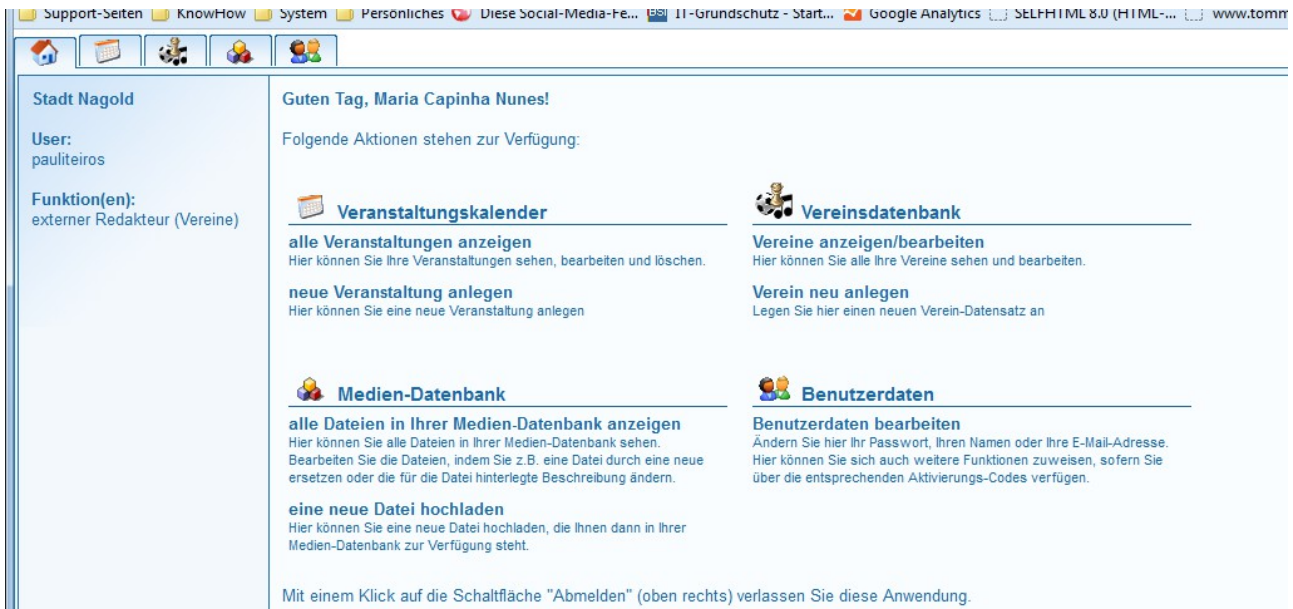 Support-Seiten KnowHow System Persönliches Diese Social-Media-Fe... BSI IT-Grundschutz - Start... Google Analytics SELFHTML 8.0 (HTML-... www.tomm
Stadt Nagold
User:
pauliteiros
Funktion(en):
externer Redakteur (Vereine)
Guten Tag, Maria Capinha Nunes!
Folgende Aktionen stehen zur Verfügung:
Veranstaltungskalender
alle Veranstaltungen anzeigen
Hier können Sie Ihre Veranstaltungen sehen, bearbeiten und löschen.
neue Veranstaltung anlegen
Hier können Sie eine neue Veranstaltung anlegen
Vereinsdatenbank
Vereine anzeigen/bearbeiten
Hier können Sie alle Ihre Vereine sehen und bearbeiten.
Verein neu anlegen
Legen Sie hier einen neuen Verein-Datensatz an
Medien-Datenbank
alle Dateien in Ihrer Medien-Datenbank anzeigen
Hier können Sie alle Dateien in Ihrer Medien-Datenbank sehen.
Bearbeiten Sie die Dateien, indem Sie z.B. eine Datei durch eine neue
ersetzen oder die für die Datei hinterlegte Beschreibung ändern.
eine neue Datei hochladen
Hier können Sie eine neue Datei hochladen, die Ihnen dann in Ihrer
Medien-Datenbank zur Verfügung steht.
Benutzerdaten
Benutzerdaten bearbeiten
Ändern Sie hier Ihr Passwort, Ihren Namen oder Ihre E-Mail-Adresse.
Hier können Sie sich auch weitere Funktionen zuweisen, sofern Sie
über die entsprechenden Aktivierungs-Codes verfügen.
Mit einem Klick auf die Schaltfläche "Abmelden" (oben rechts) verlassen Sie diese Anwendung.